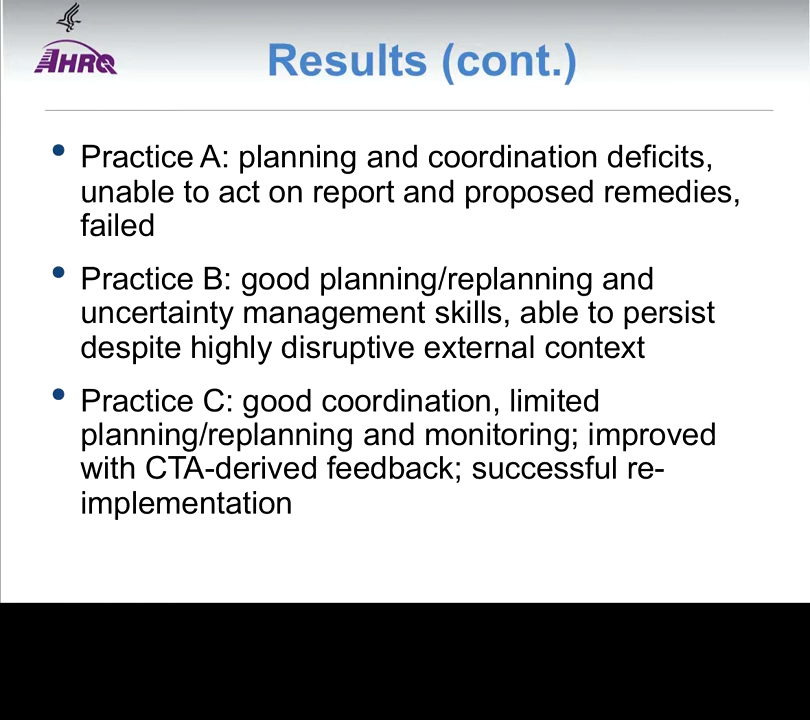 AHRQ
Results (cont.)
• Practice A: planning and coordination deficits,
unable to act on report and proposed remedies,
failed
• Practice B: good planning/replanning and
uncertainty management skills, able to persist
despite highly disruptive external context
• Practice C: good coordination, limited
planning/replanning and monitoring; improved
with CTA-derived feedback; successful re-
implementation